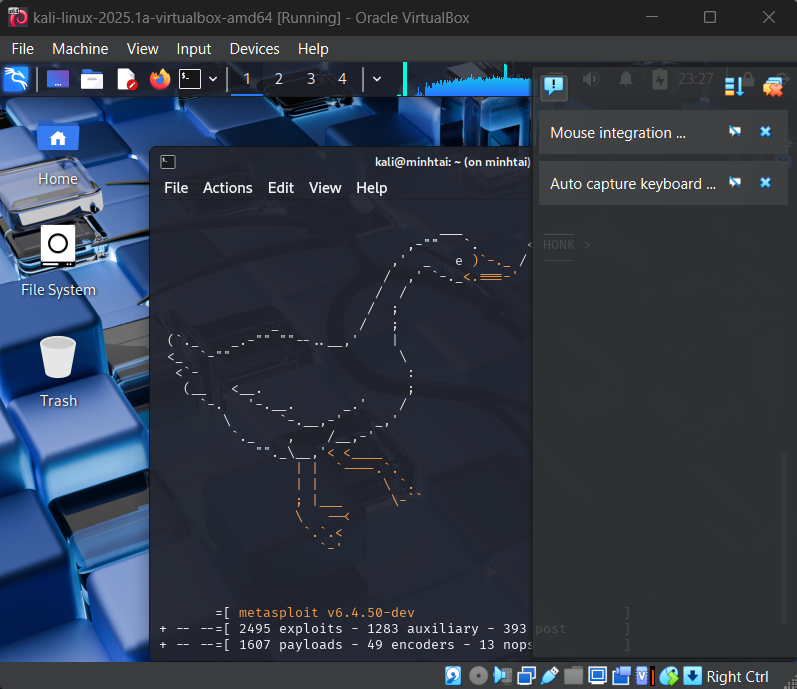 kali-linux-2025.1a-virtualbox-amd64 [Running] - Oracle VirtualBox
File Machine View Input Devices Help
1 2 3 4
23:27
Mouse integration ...
Auto capture keyboard ...
Home
File System
Trash
kali@minhtai: ~ (on minhtai)
File Actions Edit View Help
< HONK >
=[ metasploit v6.4.50-dev ]
+ -- --=[ 2495 exploits - 1283 auxiliary - 393 post ]
+ -- --=[ 1607 payloads - 49 encoders - 13 nops ]
Right Ctrl